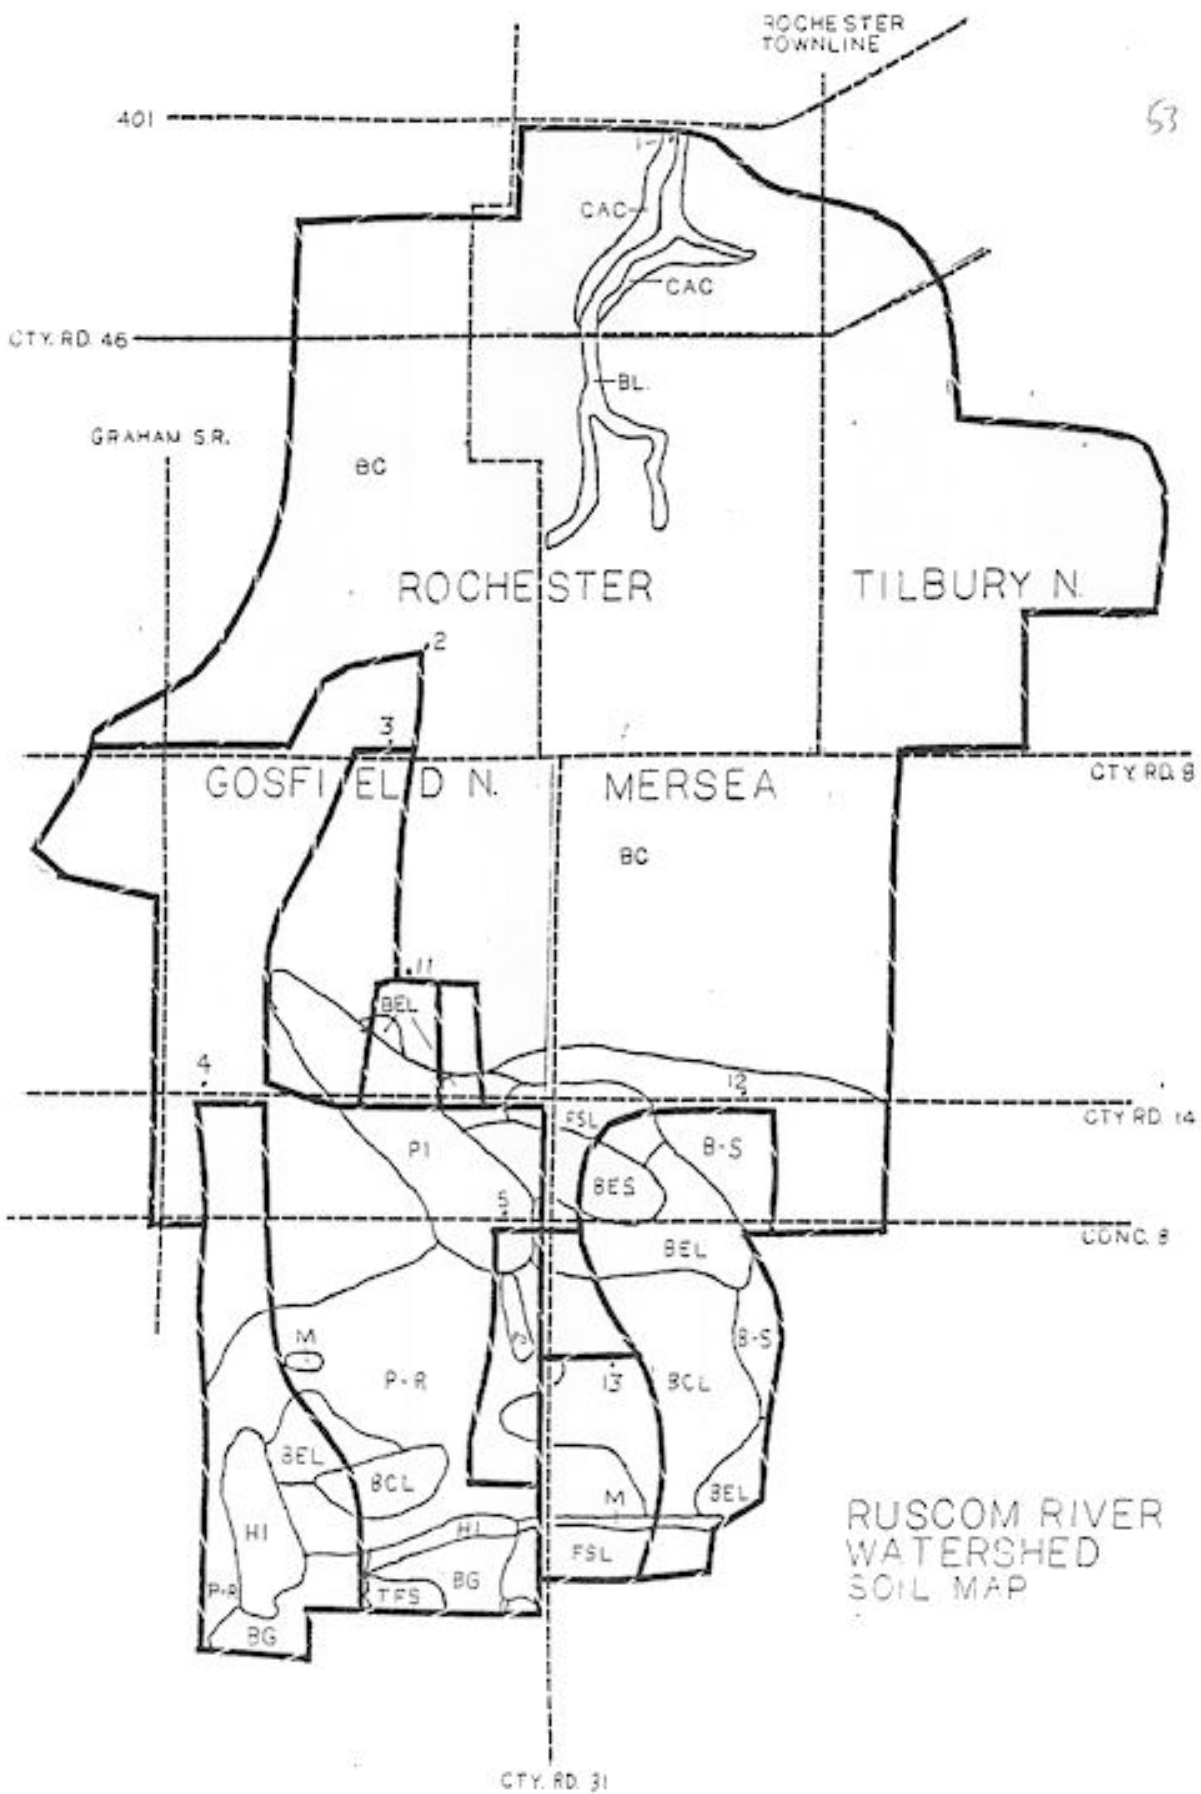 ROCHESTER
TOWNLINE
401
53
1
CAC
CAC
CTY. RD. 46
BL.
GRAHAM S.R.
BC
ROCHESTER
TILBURY N.
2
3
GOSFIELD N.
MERSEA
CTY. RD. 8
BC
11
BEL
4
12
CTY RD. 14
FSL
P1
B-S
BES
5
CONC. 8
BEL
M
P
B-S
P-R
13
BCL
BEL
BCL
M
BEL
HI
HI
FSL
P-R
TFS
BG
BG
RUSCOM RIVER
WATERSHED
SOIL MAP
CTY. RD. 31